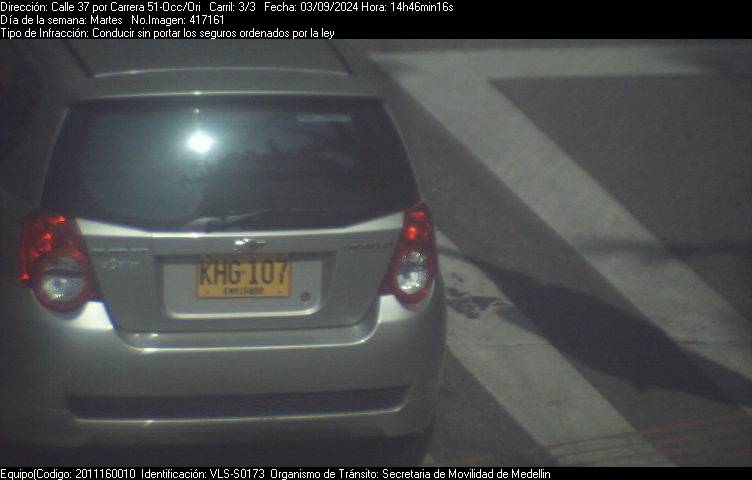 Dirección: Calle 37 por Carrera 51-Occ/Ori Carril: 3/3 Fecha: 03/09/2024 Hora: 14h46min16s
Día de la semana: Martes No.Imagen: 417161
Tipo de Infracción: Conducir sin portar los seguros ordenados por la ley
KHG·107
ENVIGADO
Equipo(Codigo: 2011160010 Identificación: VLS-S0173 Organismo de Tránsito: Secretaria de Movilidad de Medellin